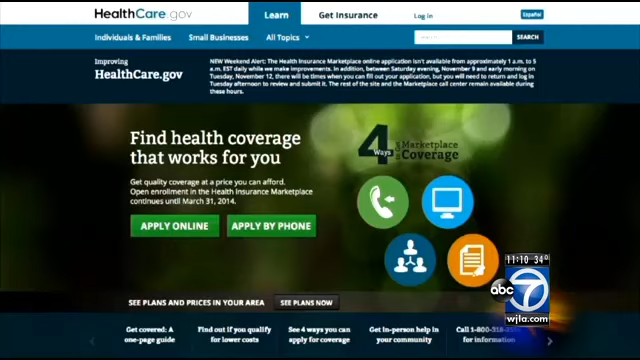 HealthCare.gov
Learn
Get Insurance
Log in
Español
Individuals & Families
Small Businesses
All Topics
SEARCH
Improving
HealthCare.gov
NEW Weekend Alert: The Health Insurance Marketplace online application isn't available from approximately 1 a.m. to 5
a.m. EST daily while we make improvements. In addition, between Saturday evening, November 9 and early morning on
Tuesday, November 12, there will be times when you can fill out your application, but you will need to return and log in
Tuesday afternoon to review and submit it. The rest of the site and the Marketplace call center remain available during
these hours.
Find health coverage
that works for you
Get quality coverage at a price you can afford.
Open enrollment in the Health Insurance Marketplace
continues until March 31, 2014.
APPLY ONLINE
APPLY BY PHONE
4
Ways
Marketplace
Coverage
SEE PLANS AND PRICES IN YOUR AREA
SEE PLANS NOW
11:10 34°
abc 7
wjla.com
Get covered: A
one-page guide
Find out if you qualify
for lower costs
See 4 ways you can
apply for coverage
Get in-person help in
your community
Call 1-800-318-
for information